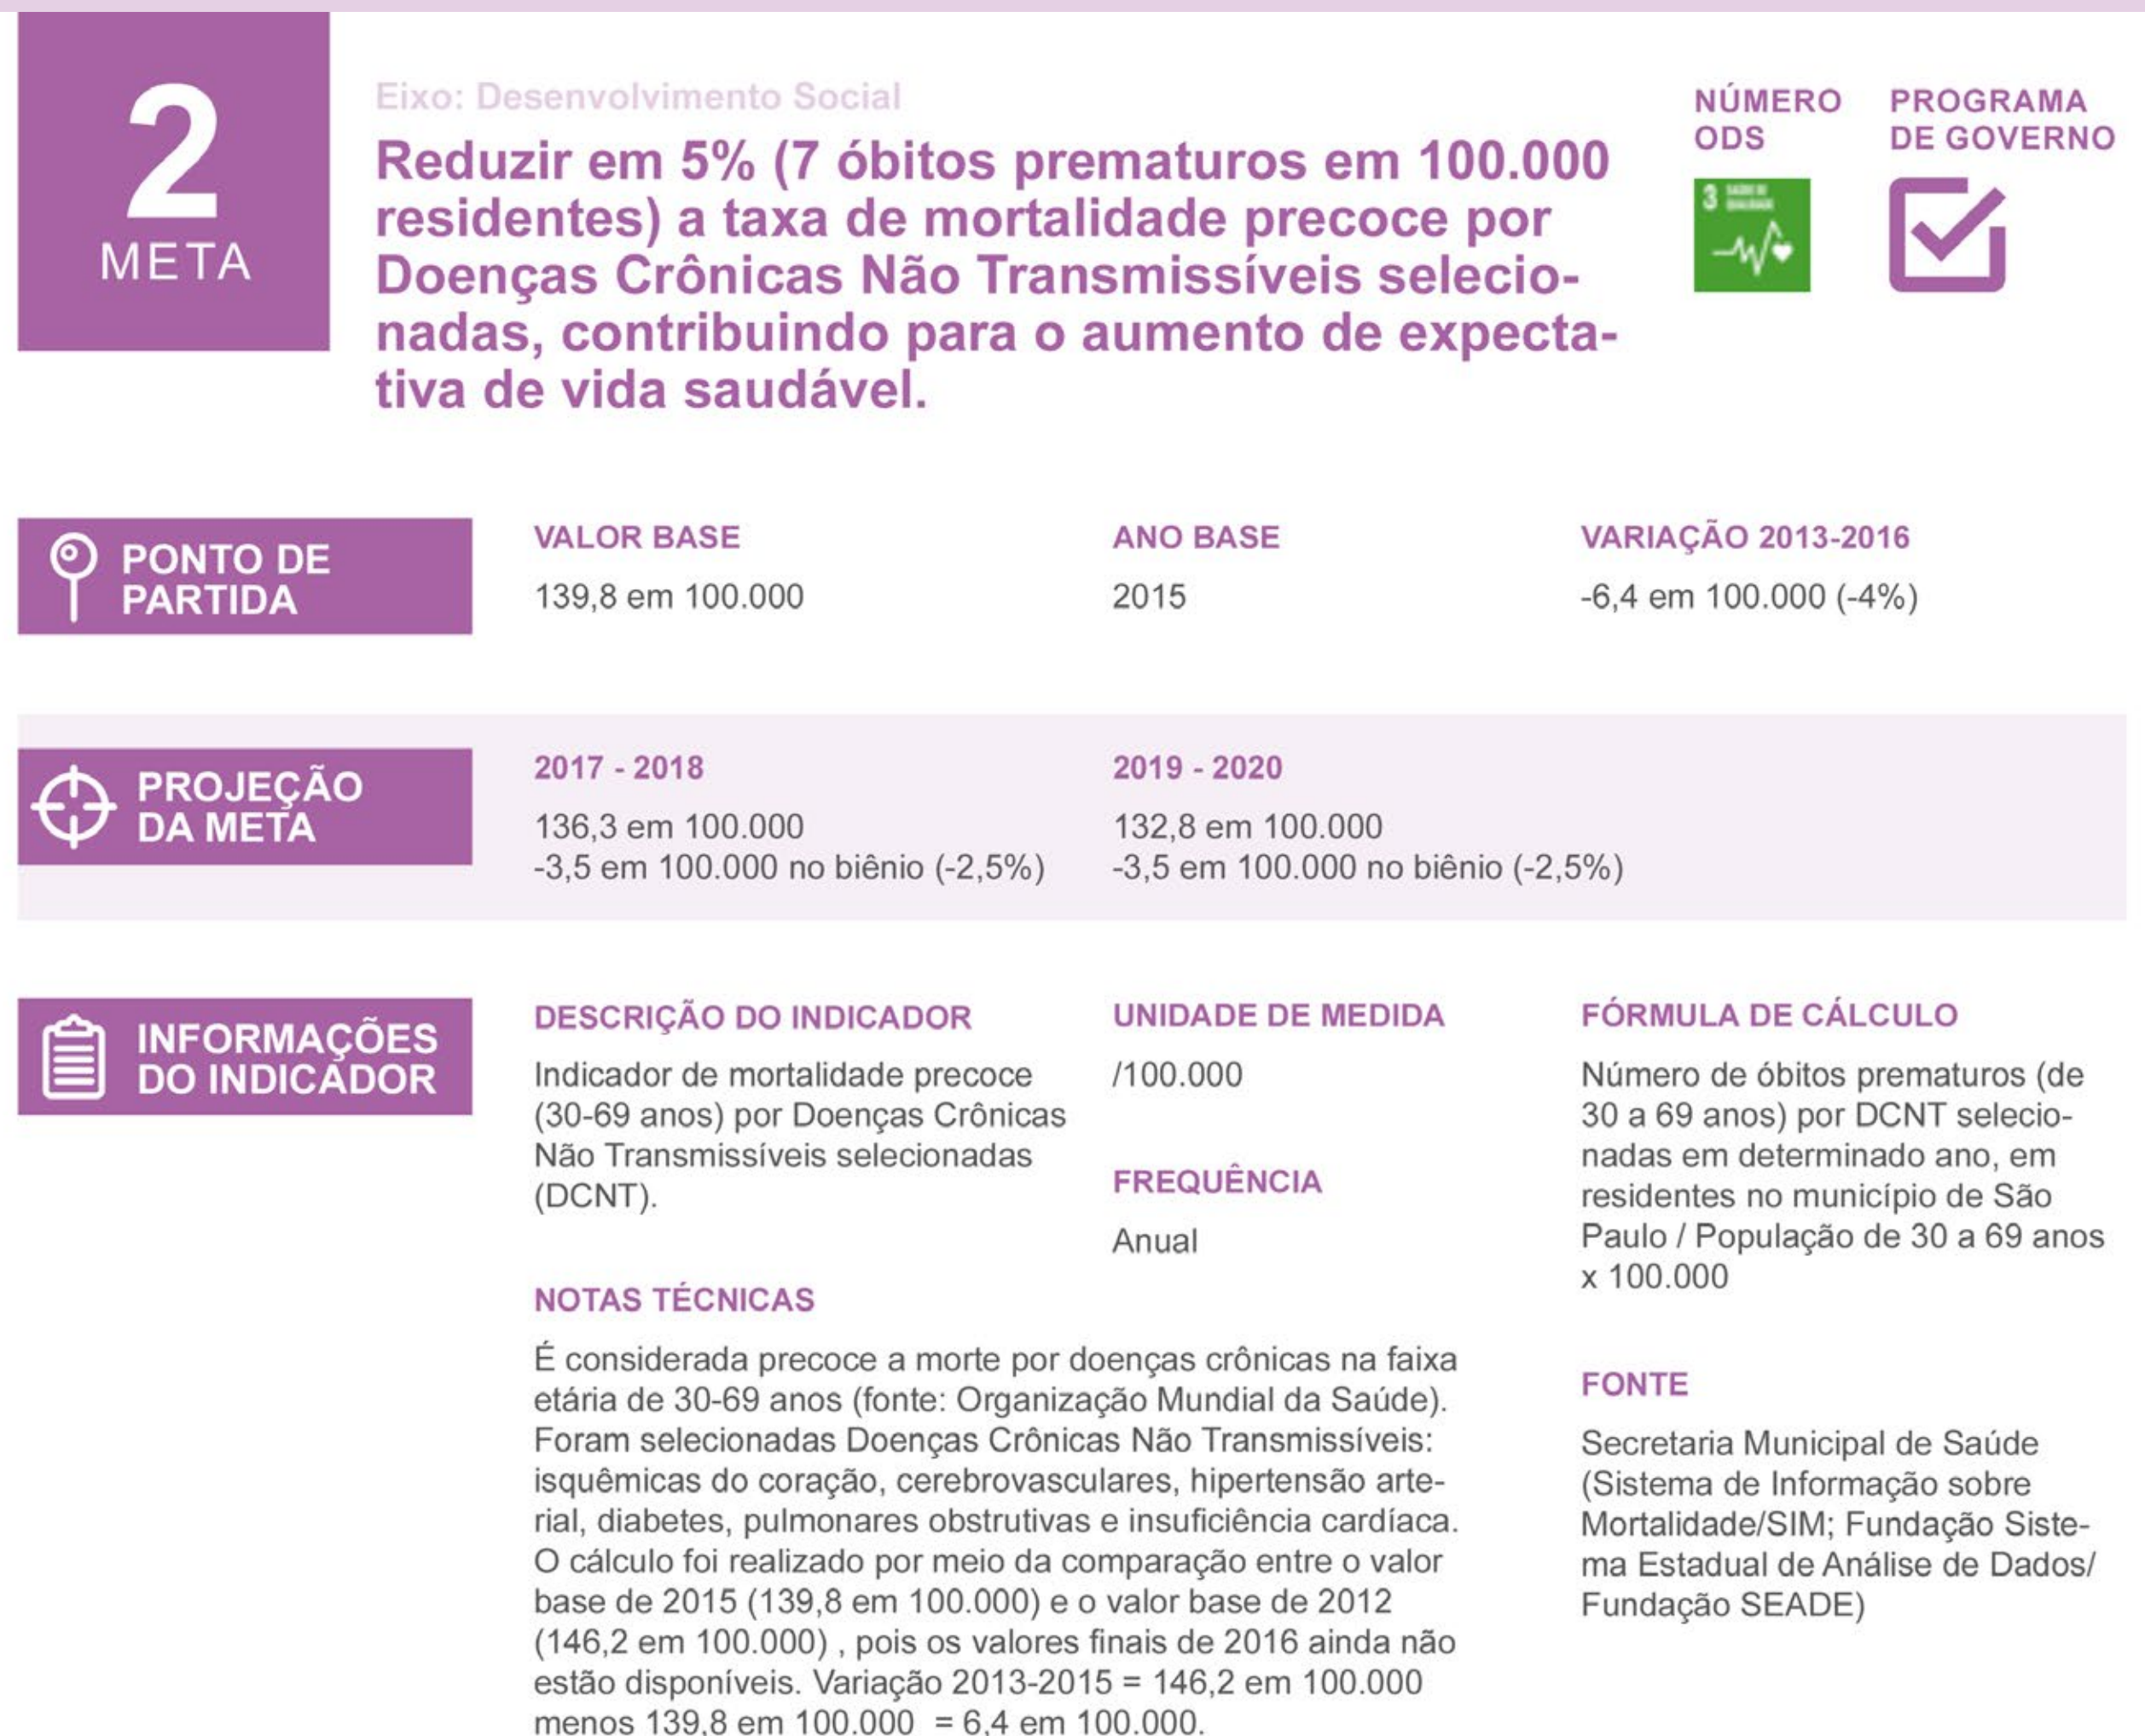 2
META
Eixo: Desenvolvimento Social
Reduzir em 5% (7 óbitos prematuros em 100.000
residentes) a taxa de mortalidade precoce por
Doenças Crônicas Não Transmissíveis selecio-
nadas, contribuindo para o aumento de expecta-
tiva de vida saudável.
NÚMERO
ODS
3 SAÚDE E
PROGRAMA
DE GOVERNO
PONTO DE
PARTIDA
VALOR BASE
139,8 em 100.000
ANO BASE
2015
VARIAÇÃO 2013-2016
-6,4 em 100.000 (-4%)
PROJEÇÃO
DA META
2017 - 2018
136,3 em 100.000
-3,5 em 100.000 no biênio (-2,5%)
2019 - 2020
132,8 em 100.000
-3,5 em 100.000 no biênio (-2,5%)
INFORMAÇÕES
DO INDICADOR
DESCRIÇÃO DO INDICADOR
Indicador de mortalidade precoce
(30-69 anos) por Doenças Crônicas
Não Transmissíveis selecionadas
(DCNT).
UNIDADE DE MEDIDA
/100.000
FREQUÊNCIA
Anual
FÓRMULA DE CÁLCULO
Número de óbitos prematuros (de
30 a 69 anos) por DCNT selecio-
nadas em determinado ano, em
residentes no município de São
Paulo / População de 30 a 69 anos
x 100.000
NOTAS TÉCNICAS
É considerada precoce a morte por doenças crônicas na faixa
etária de 30-69 anos (fonte: Organização Mundial da Saúde).
Foram selecionadas Doenças Crônicas Não Transmissíveis:
isquêmicas do coração, cerebrovasculares, hipertensão arte-
rial, diabetes, pulmonares obstrutivas e insuficiência cardíaca.
O cálculo foi realizado por meio da comparação entre o valor
base de 2015 (139,8 em 100.000) e o valor base de 2012
(146,2 em 100.000) , pois os valores finais de 2016 ainda não
estão disponíveis. Variação 2013-2015 = 146,2 em 100.000
menos 139,8 em 100.000  = 6,4 em 100.000.
FONTE
Secretaria Municipal de Saúde
(Sistema de Informação sobre
Mortalidade/SIM; Fundação Siste-
ma Estadual de Análise de Dados/
Fundação SEADE)